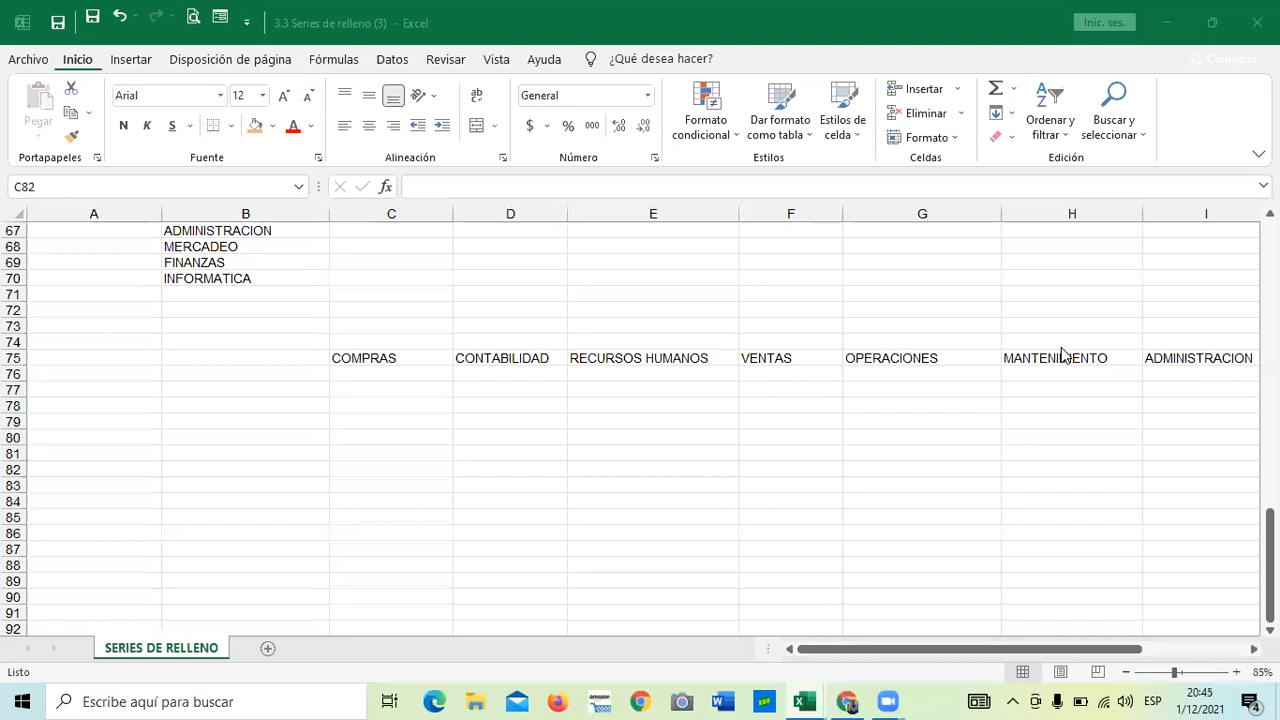 3.3 Series de relleno (3) - Excel
Inic. ses.
Archivo Inicio Insertar Disposición de página Fórmulas Datos Revisar Vista Ayuda ¿Qué desea hacer? Compartir
Pegar
Portapapeles
Arial 12
N K S
Fuente
ab
Alineación
General
$ % 000
Número
Formato condicional
Dar formato como tabla
Estilos de celda
Estilos
Insertar
Eliminar
Formato
Celdas
Ordenar y filtrar
Buscar y seleccionar
Edición
C82 fx
A B C D E F G H I
67 ADMINISTRACION
68 MERCADEO
69 FINANZAS
70 INFORMATICA
71
72
73
74
75 COMPRAS CONTABILIDAD RECURSOS HUMANOS VENTAS OPERACIONES MANTENIMIENTO ADMINISTRACION
76
77
78
79
80
81
82
83
84
85
86
87
88
89
90
91
92
SERIES DE RELLENO
Listo 85%
Escribe aquí para buscar
ESP
20:45
1/12/2021
4